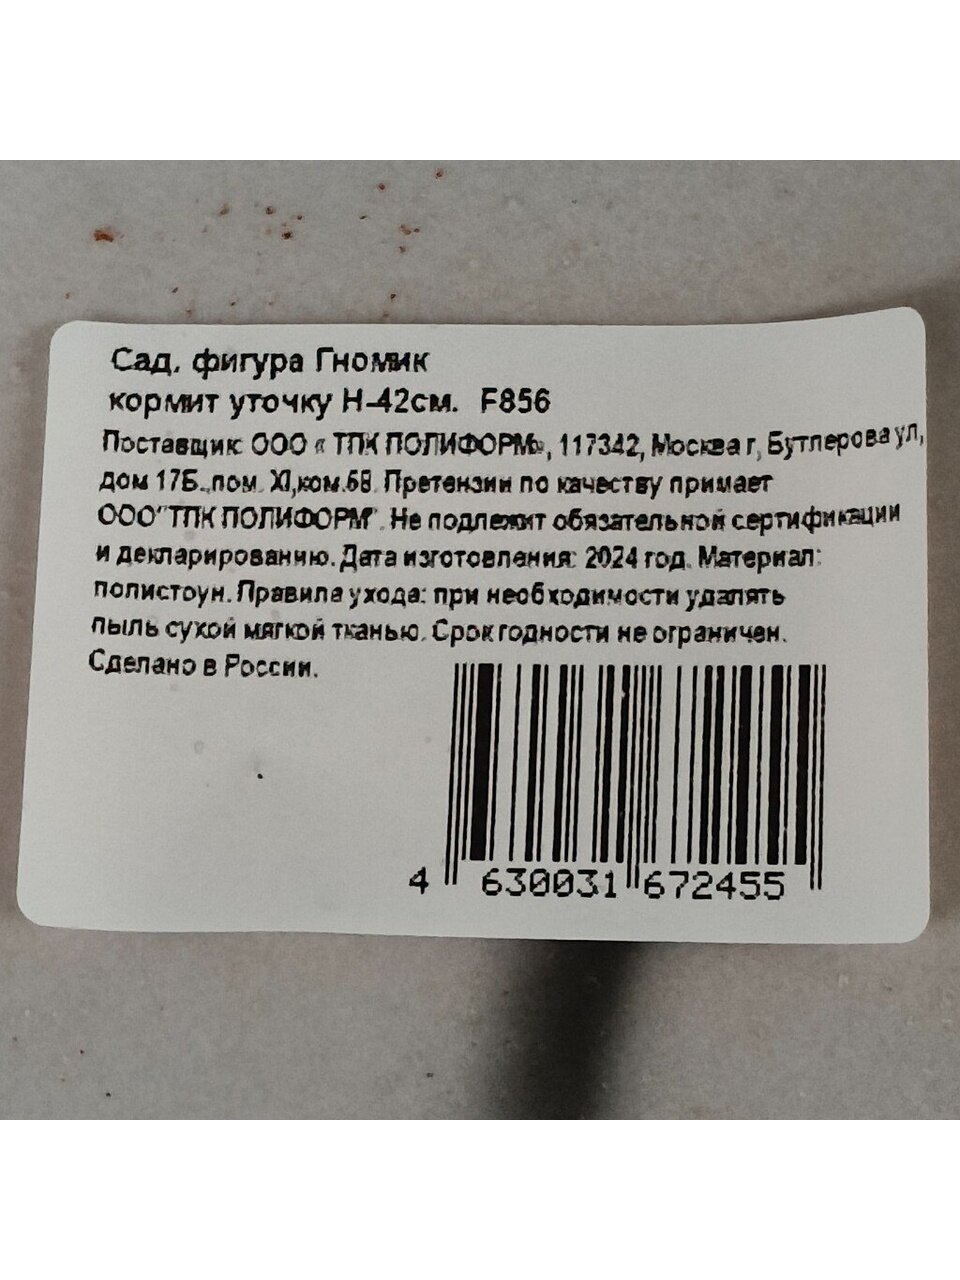 Сад. фигура Гномик
кормит уточку H-42см. F856
Поставщик: ООО « ТПК ПОЛИФОРМ», 117342, Москва г, Бутлерова ул,
дом 17Б.,пом. XI,ком.68. Претензии по качеству примает
ООО"ТПК ПОЛИФОРМ". Не подлежит обязательной сертификации
и декларированию. Дата изготовления: 2024 год. Материал:
полистоун. Правила ухода: при необходимости удалять
пыль сухой мягкой тканью. Срок годности не ограничен.
Сделано в России.
4 630031 672455